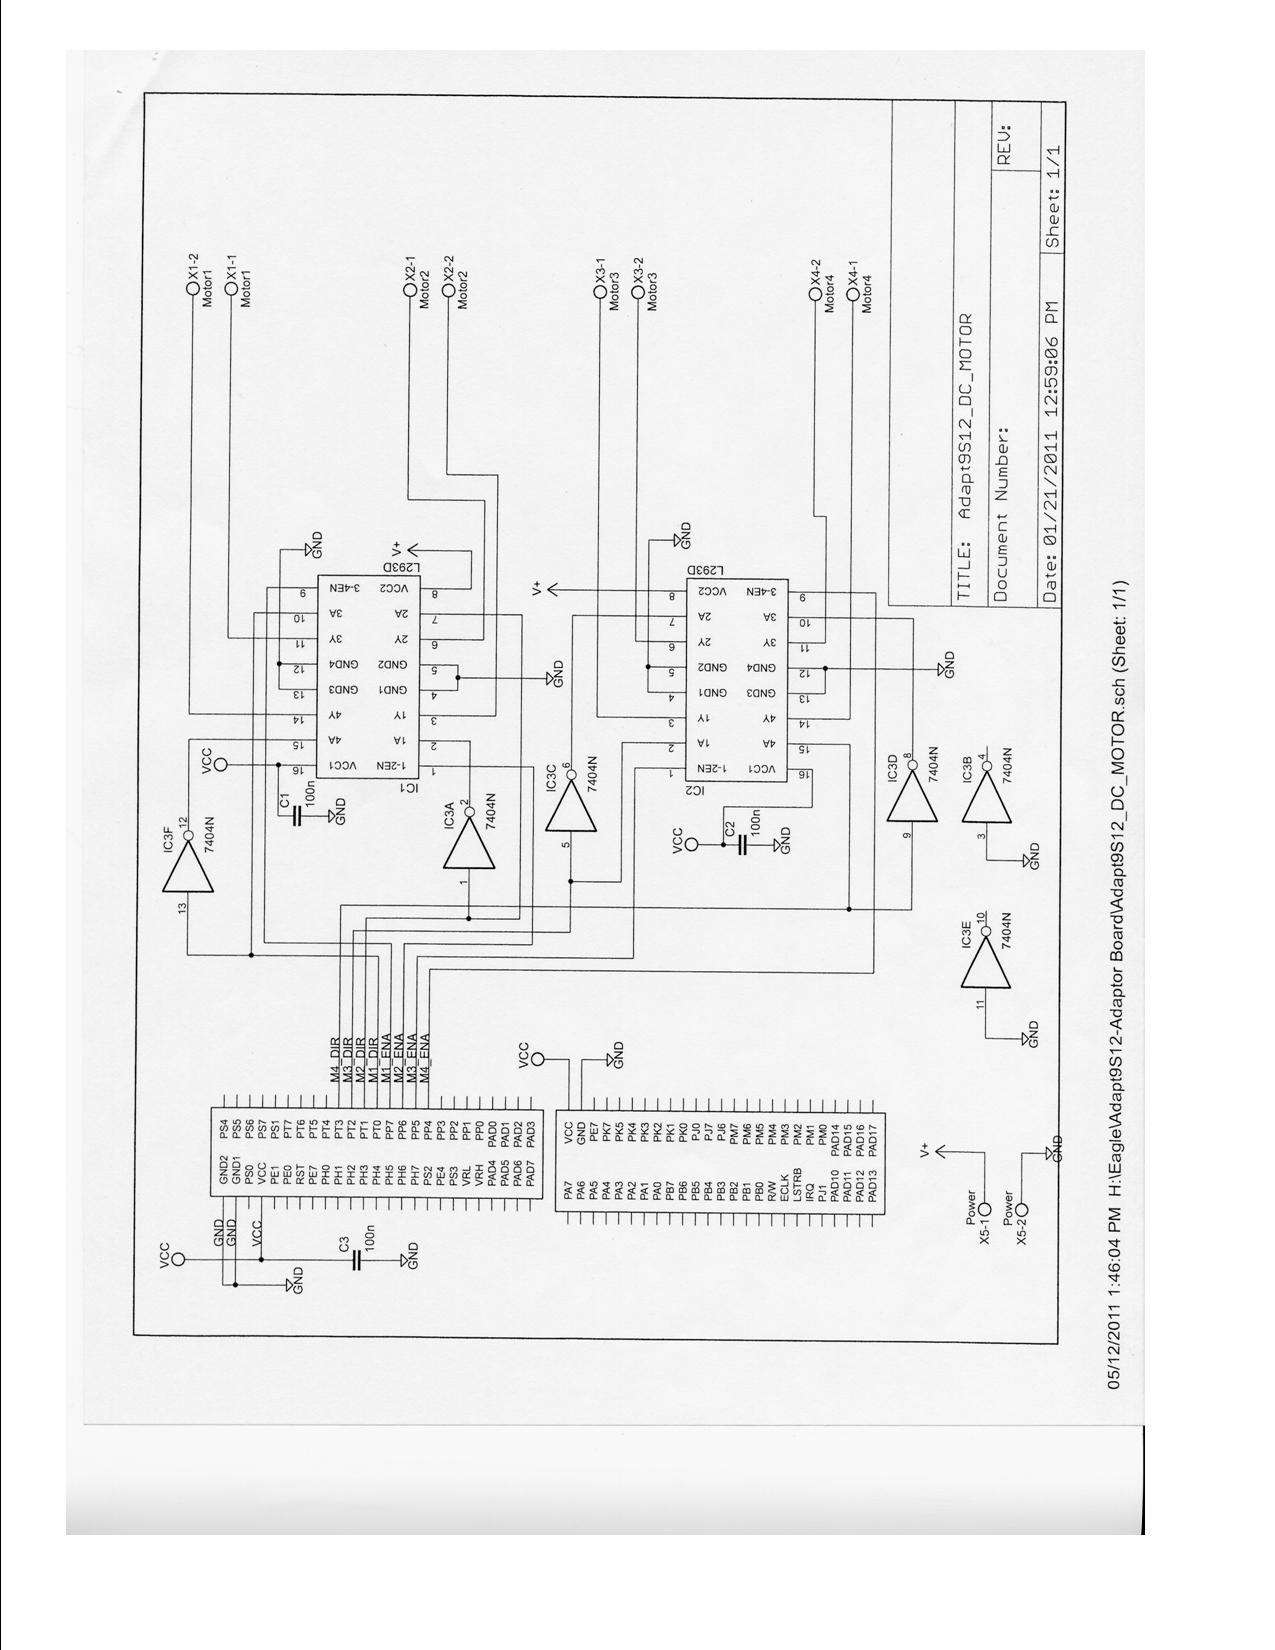 GND
GND
VCC
VCC
GND
C3
100n
GND
GND2 PS4
GND1 PS5
PS0 PS6
VCC PS7
PE1 PS1
PE0 PT7
RST PT6
PE7 PT5
PH0 PT4
PH1 PT3
PH2 PT2
PH3 PT1
PH4 PT0
PH5 PP7
PH6 PP6
PH7 PP5
PS2 PP4
PE4 PP3
PS3 PP2
VRL PP1
VRH PP0
PAD4 PAD0
PAD5 PAD1
PAD6 PAD2
PAD7 PAD3
M4_DIR
M3_DIR
M2_DIR
M1_DIR
M1_ENA
M2_ENA
M3_ENA
M4_ENA
VCC
GND
PA7 VCC
PA6 GND
PA5 PE7
PA4 PK7
PA3 PK5
PA2 PK4
PA1 PK3
PA0 PK2
PB7 PK1
PB6 PK0
PB5 PJ0
PB4 PJ7
PB3 PJ6
PB2 PM7
PB1 PM6
PB0 PM5
R/W PM4
ECLK PM3
LSTRB PM2
IRQ PM1
PJ1 PM0
PAD10 PAD14
PAD11 PAD15
PAD12 PAD16
PAD13 PAD17
IC3F
13
12
7404N
VCC
C1
100n
GND
IC3A
1
2
7404N
IC1
L293D
16 VCC1
15 4A
14 4Y
13 GND3
12 GND4
11 3Y
10 3A
9 3-4EN
1 1-2EN
2 1A
3 1Y
4 GND1
5 GND2
6 2Y
7 2A
8 VCC2
GND
V+
GND
X1-2
Motor1
X1-1
Motor1
X2-1
Motor2
X2-2
Motor2
IC3C
5
6
7404N
VCC
C2
100n
GND
IC2
L293D
1 1-2EN
2 1A
3 1Y
4 GND1
5 GND2
6 2Y
7 2A
8 VCC2
16 VCC1
15 4A
14 4Y
13 GND3
12 GND4
11 3Y
10 3A
9 3-4EN
V+
GND
GND
X3-1
Motor3
X3-2
Motor3
X4-2
Motor4
X4-1
Motor4
IC3D
9
8
7404N
IC3B
3
4
7404N
GND
IC3E
11
10
7404N
GND
V+
Power
X5-1
Power
X5-2
GND
TITLE: Adapt9S12_DC_MOTOR
Document Number:
REV:
Date: 01/21/2011 12:59:06 PM
Sheet: 1/1
05/12/2011 1:46:04 PM H:\Eagle\Adapt9S12-Adaptor Board\Adapt9S12_DC_MOTOR.sch (Sheet: 1/1)